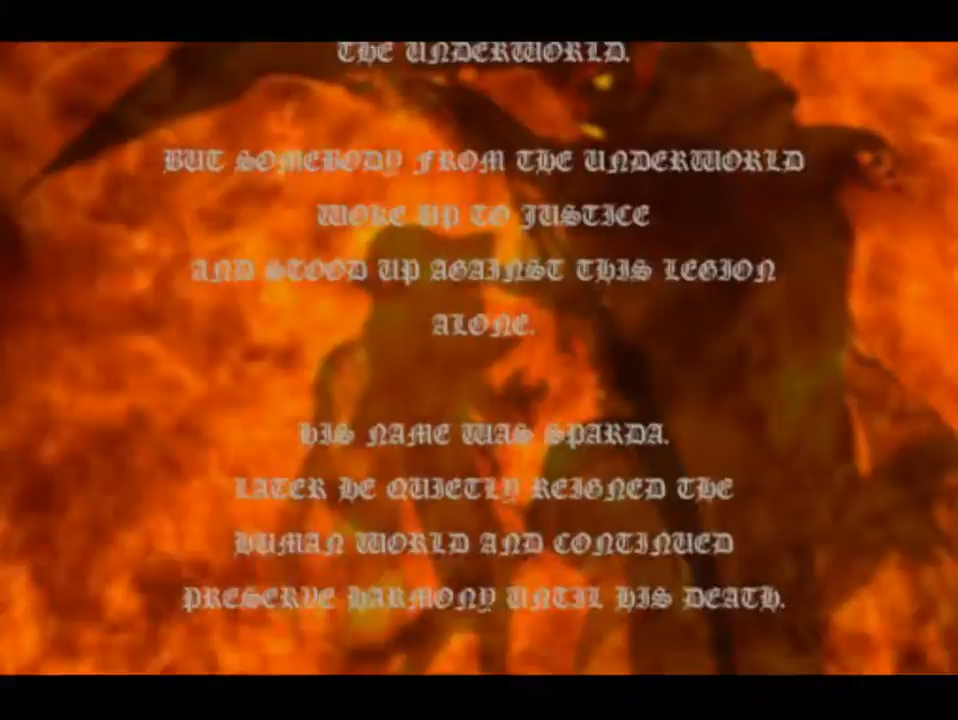 THE UNDERWORLD.
BUT SOMEBODY FROM THE UNDERWORLD
WOKE UP TO JUSTICE
AND STOOD UP AGAINST THIS LEGION
ALONE.
HIS NAME WAS SPARDA.
LATER HE QUIETLY REIGNED THE
HUMAN WORLD AND CONTINUED
PRESERVE HARMONY UNTIL HIS DEATH.